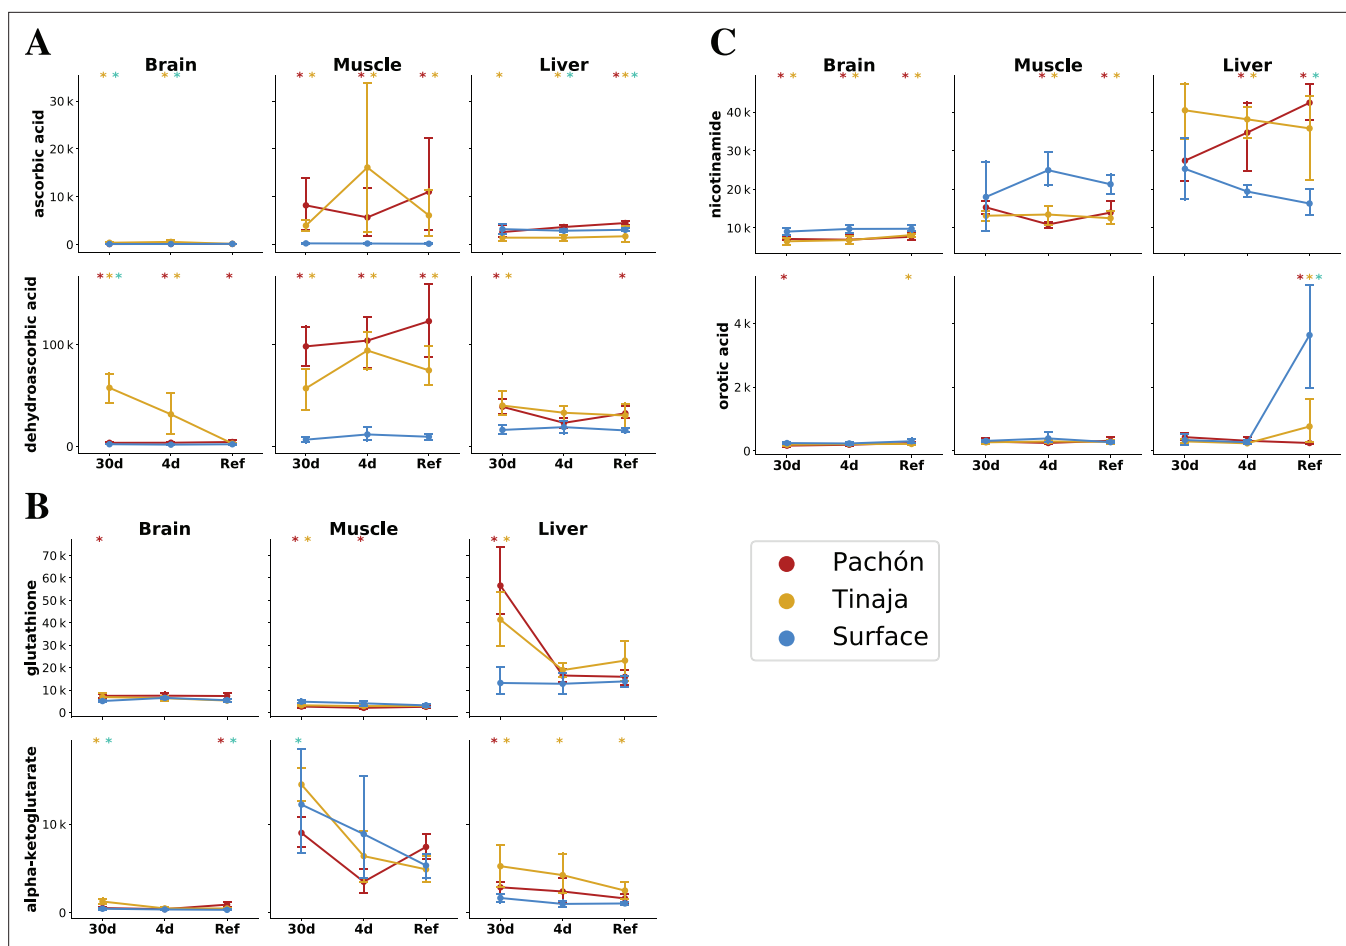 A
Brain Muscle Liver
* * * * * * * * * * * * * * * *
ascorbic acid
30 k
20 k
10 k
0
* * * * * * * * * * * * * * *
dehydroascorbic acid
100 k
0
30d 4d Ref 30d 4d Ref 30d 4d Ref
B
Brain Muscle Liver
* * * * * *
glutathione
70 k
60 k
50 k
40 k
30 k
20 k
10 k
0
* * * * * * * * *
alpha-ketoglutarate
10 k
0
30d 4d Ref 30d 4d Ref 30d 4d Ref
C
Brain Muscle Liver
* * * * * * * * * * * * * *
nicotinamide
40 k
30 k
20 k
10 k
* * * * *
orotic acid
4 k
2 k
0
30d 4d Ref 30d 4d Ref 30d 4d Ref
Pachón
Tinaja
Surface